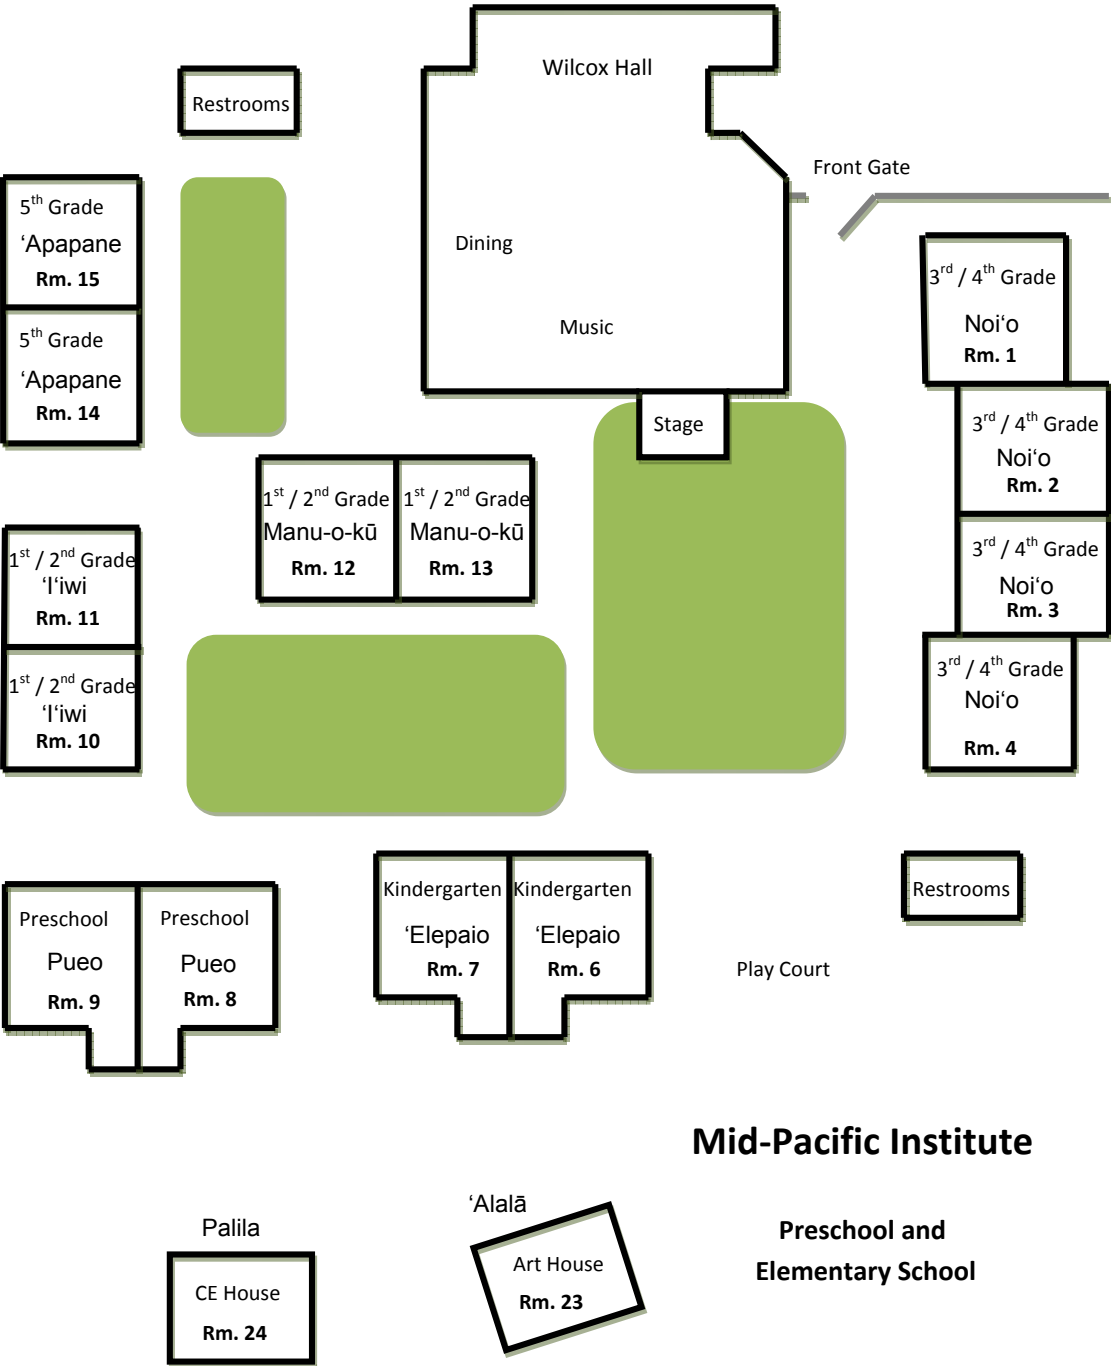 Wilcox Hall
Restrooms
Front Gate
5th Grade
ʻApapane
Rm. 15
Dining
3rd / 4th Grade
Noiʻo
Rm. 1
Music
5th Grade
ʻApapane
Rm. 14
Stage
3rd / 4th Grade
Noiʻo
Rm. 2
1st / 2nd Grade
Manu-o-kū
Rm. 12
1st / 2nd Grade
Manu-o-kū
Rm. 13
3rd / 4th Grade
Noiʻo
Rm. 3
1st / 2nd Grade
ʻIʻiwi
Rm. 11
1st / 2nd Grade
ʻIʻiwi
Rm. 10
3rd / 4th Grade
Noiʻo
Rm. 4
Preschool
Pueo
Rm. 9
Preschool
Pueo
Rm. 8
Kindergarten
ʻElepaio
Rm. 7
Kindergarten
ʻElepaio
Rm. 6
Restrooms
Play Court
Mid-Pacific Institute
Preschool and
Elementary School
Palila
CE House
Rm. 24
ʻAlalā
Art House
Rm. 23